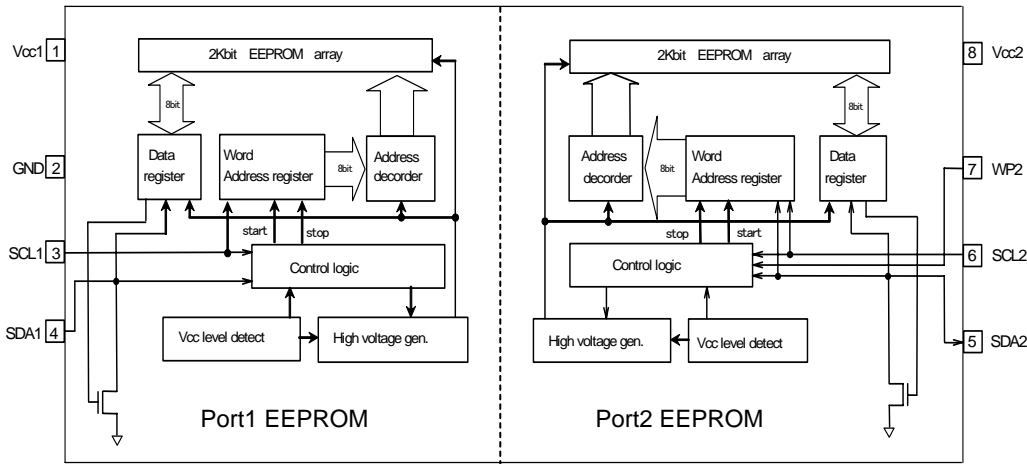 Vcc1 1
2Kbit EEPROM array
8bit
GND 2
Data
register
Word
Address register
8bit
Address
decorder
start
stop
SCL1 3
Control logic
SDA1 4
Vcc level detect
High voltage gen.
Port1 EEPROM
2Kbit EEPROM array
8 Vcc2
8bit
Address
decorder
8bit
Word
Address register
Data
register
7 WP2
stop
start
6 SCL2
Control logic
High voltage gen.
Vcc level detect
5 SDA2
Port2 EEPROM